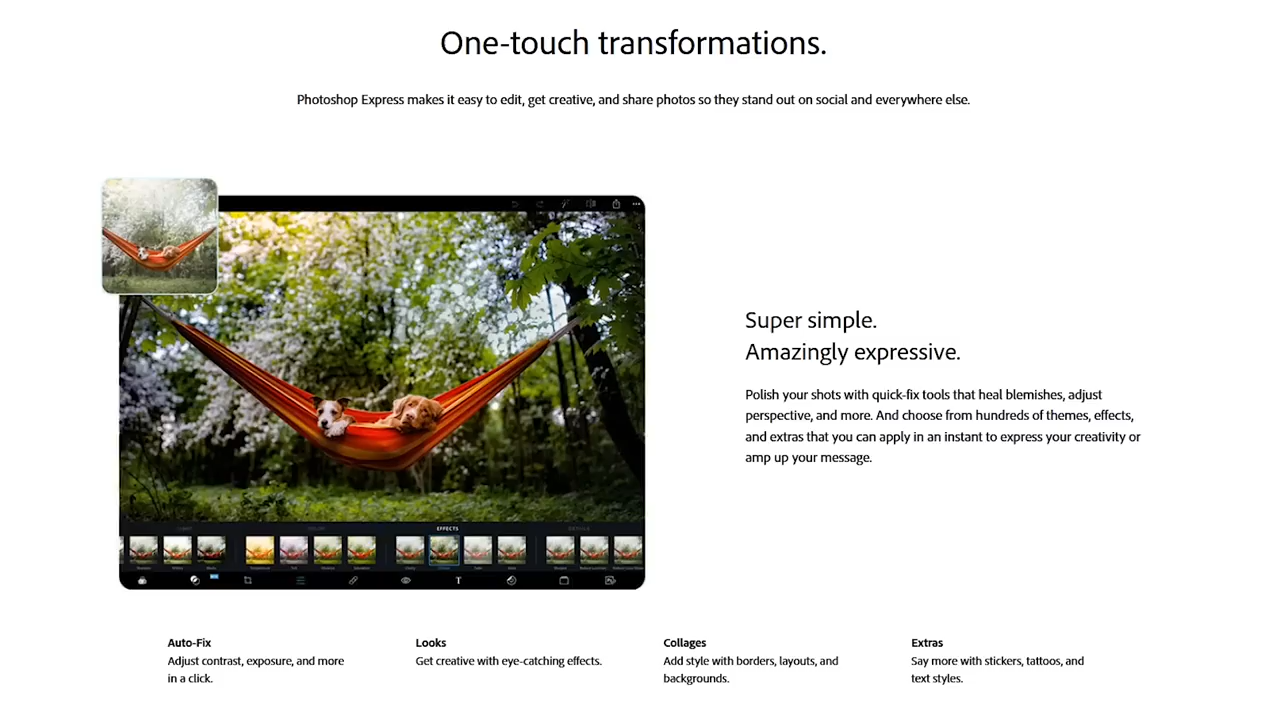 One-touch transformations.
Photoshop Express makes it easy to edit, get creative, and share photos so they stand out on social and everywhere else.
Super simple.
Amazingly expressive.
Polish your shots with quick-fix tools that heal blemishes, adjust
perspective, and more. And choose from hundreds of themes, effects,
and extras that you can apply in an instant to express your creativity or
amp up your message.
EFFECTS
T
Auto-Fix
Adjust contrast, exposure, and more
in a click.
Looks
Get creative with eye-catching effects.
Collages
Add style with borders, layouts, and
backgrounds.
Extras
Say more with stickers, tattoos, and
text styles.